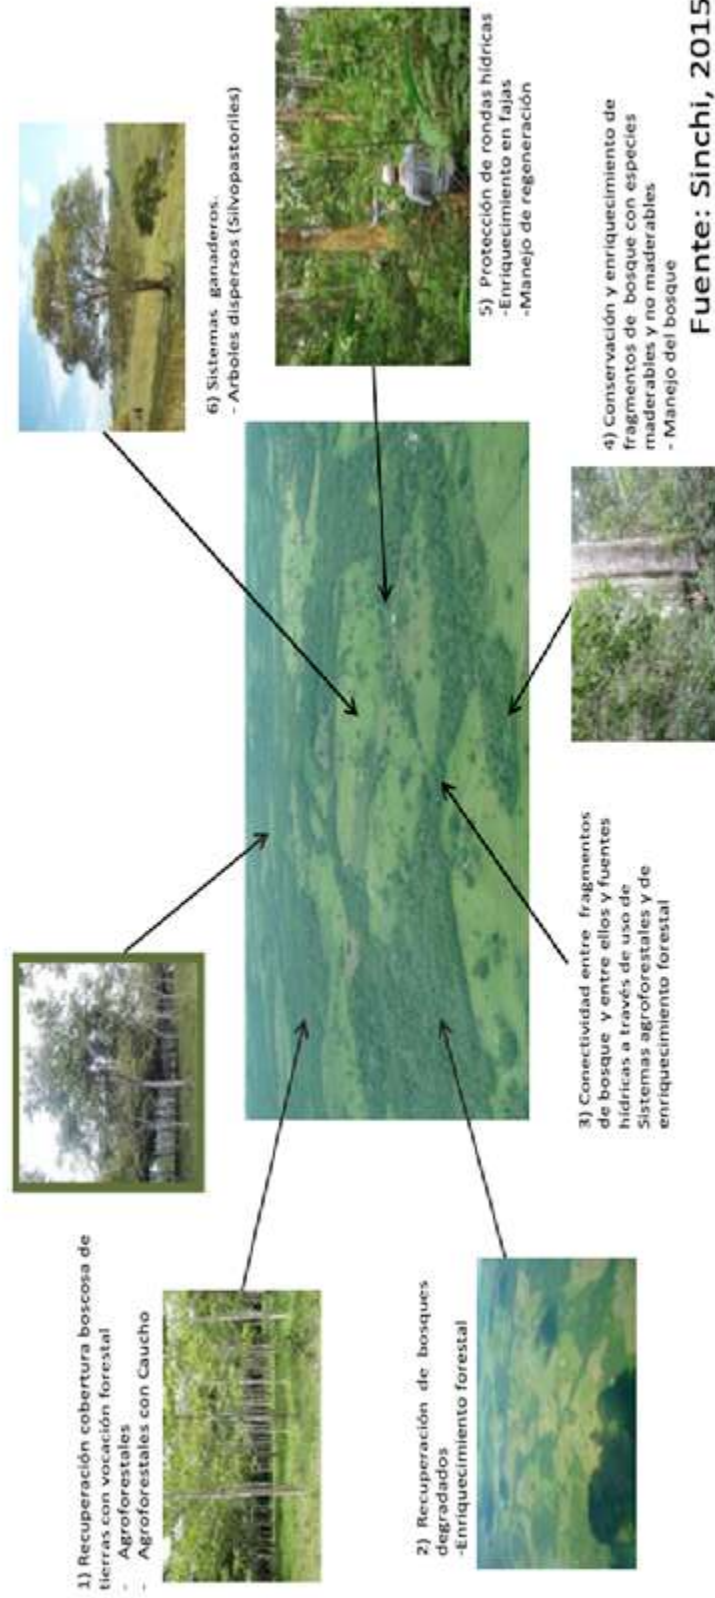 1) Recuperación cobertura boscosa de
tierras con vocación forestal
- Agroforestales
- Agroforestales con Caucho
2) Recuperación de bosques
degradados
-Enriquecimiento forestal
3) Conectividad entre fragmentos
de bosque y entre ellos y fuentes
hídricas a través de uso de
Sistemas agroforestales y de
enriquecimiento forestal
4) Conservación y enriquecimiento de
fragmentos de bosque con especies
maderables y no maderables
- Manejo del bosque
5) Protección de rondas hídricas
-Enriquecimiento en fajas
-Manejo de regeneración
6) Sistemas ganaderos.
- Arboles dispersos (Silvopastoriles)
Fuente: Sinchi, 2015